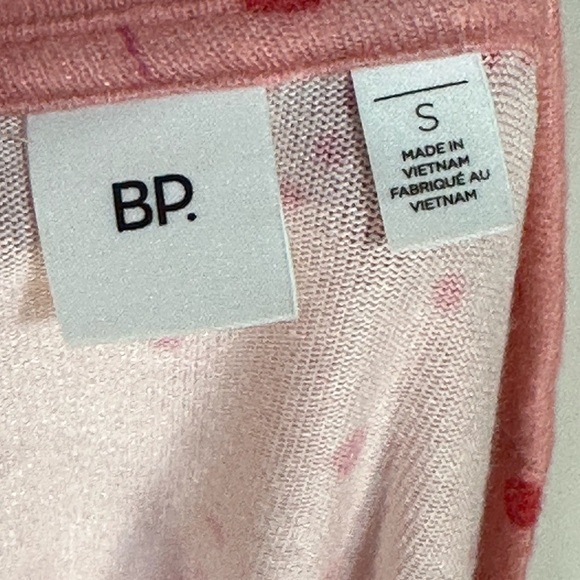 BP.
S
MADE IN
VIETNAM
FABRIQUÉ AU
VIETNAM